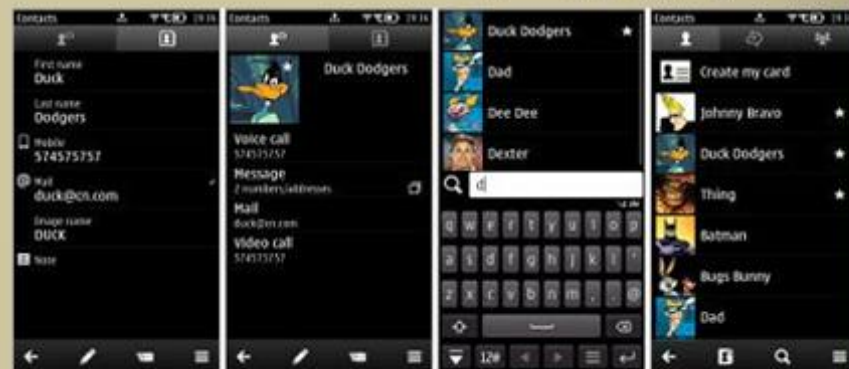 Contacts
19:36
First name
Duck
Last name
Dodgers
Mobile
574575757
Mail
duck@cn.com
Image name
DUCK
Note
Contacts
19:36
Duck Dodgers
Voice call
574575757
Message
2 numbers/addresses
Mail
duck@cn.com
Video call
574575757
Duck Dodgers
Dad
Dee Dee
Dexter
d
q w e r t y u i o p
a s d f g h j k l '
z x c v b n m , . @
12#
Contacts
Create my card
Johnny Bravo
Duck Dodgers
Thing
Batman
Bugs Bunny
Dad